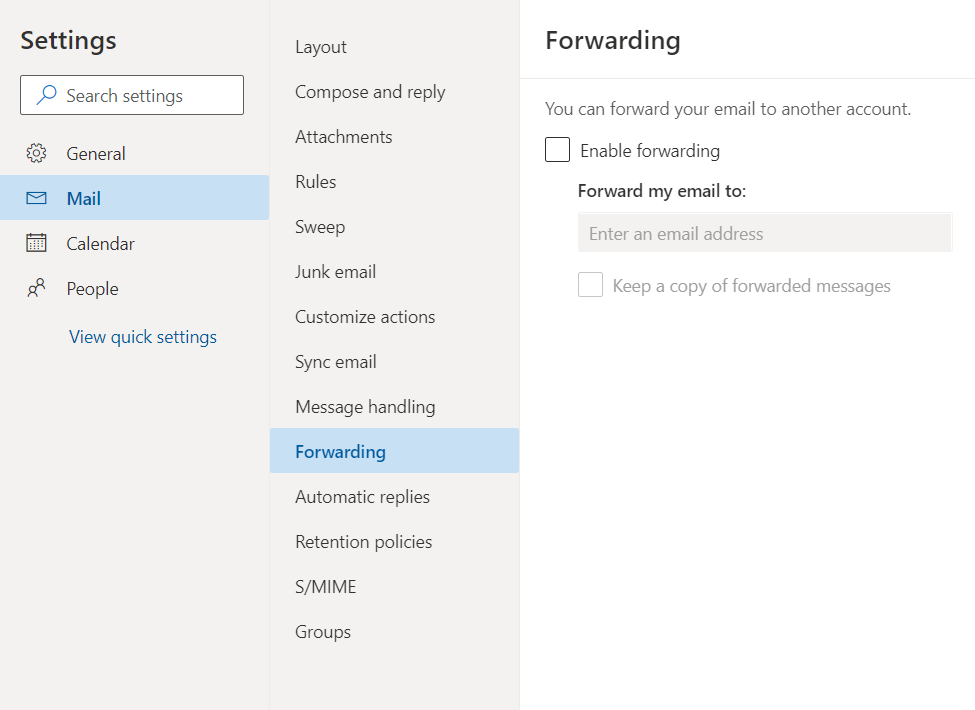 Settings
Search settings
General
Mail
Calendar
People
View quick settings
Layout
Compose and reply
Attachments
Rules
Sweep
Junk email
Customize actions
Sync email
Message handling
Forwarding
Automatic replies
Retention policies
S/MIME
Groups
Forwarding
You can forward your email to another account.
Enable forwarding
Forward my email to:
Enter an email address
Keep a copy of forwarded messages